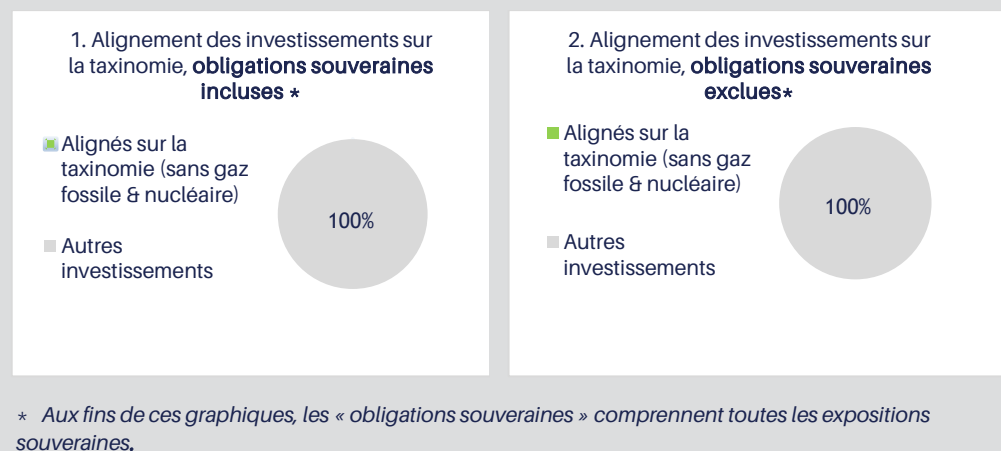 1. Alignement des investissements sur
la taxinomie, obligations souveraines
incluses *
Alignés sur la
taxinomie (sans gaz
fossile & nucléaire)
Autres
investissements
100%
2. Alignement des investissements sur
la taxinomie, obligations souveraines
exclues*
Alignés sur la
taxinomie (sans gaz
fossile & nucléaire)
Autres
investissements
100%
* Aux fins de ces graphiques, les « obligations souveraines » comprennent toutes les expositions
souveraines.